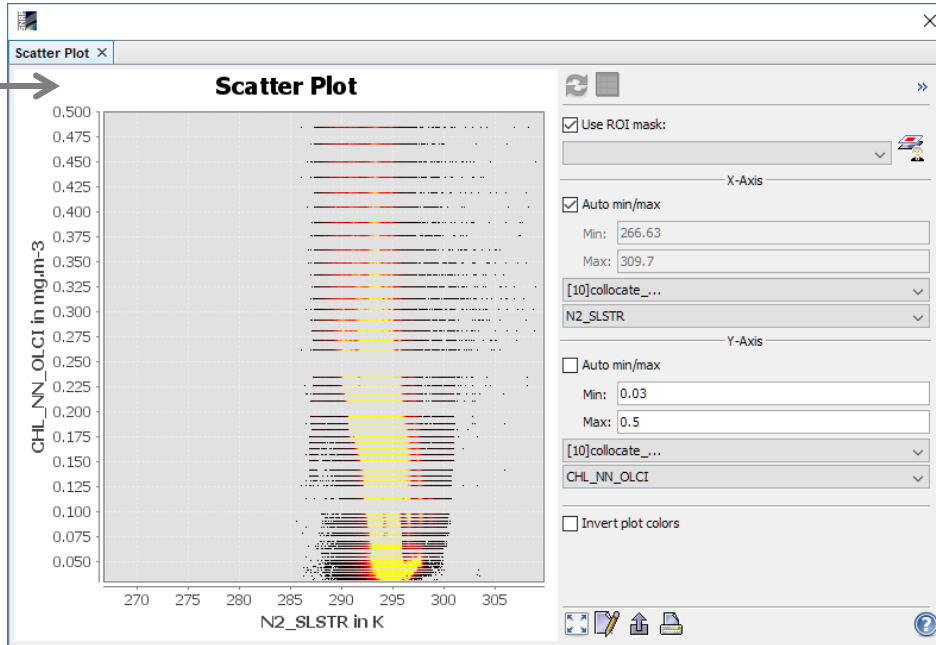 Scatter Plot ×
Scatter Plot
0.500
0.475
0.450
0.425
0.400
0.375
0.350
0.325
0.300
0.275
0.250
0.225
0.200
0.175
0.150
0.125
0.100
0.075
0.050
CHL_NN_OLCI in mg.m-3
270 275 280 285 290 295 300 305
N2_SLSTR in K
»
Use ROI mask:
X-Axis
Auto min/max
Min: 266.63
Max: 309.7
[10]collocate_...
N2_SLSTR
Y-Axis
Auto min/max
Min: 0.03
Max: 0.5
[10]collocate_...
CHL_NN_OLCI
Invert plot colors
?